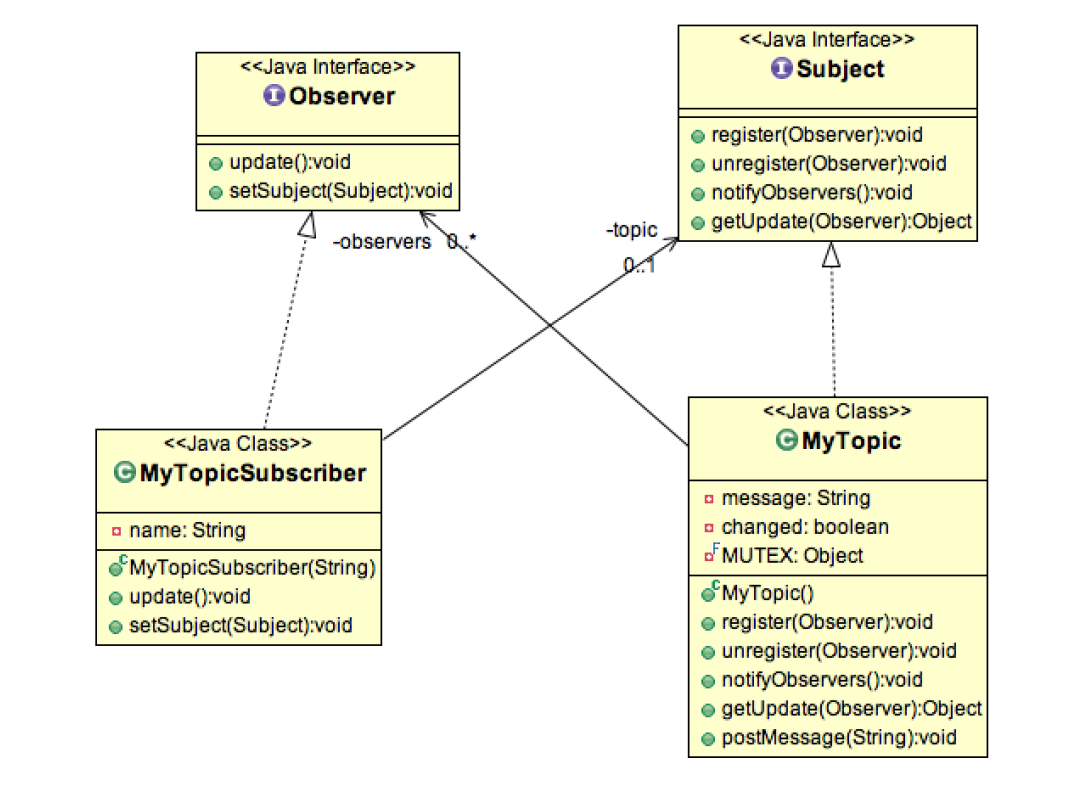 <<Java Interface>>
Observer
update():void
setSubject(Subject):void
<<Java Interface>>
Subject
register(Observer):void
unregister(Observer):void
notifyObservers():void
getUpdate(Observer):Object
-observers 0..*
-topic
0..1
<<Java Class>>
MyTopicSubscriber
name: String
MyTopicSubscriber(String)
update():void
setSubject(Subject):void
<<Java Class>>
MyTopic
message: String
changed: boolean
MUTEX: Object
MyTopic()
register(Observer):void
unregister(Observer):void
notifyObservers():void
getUpdate(Observer):Object
postMessage(String):void